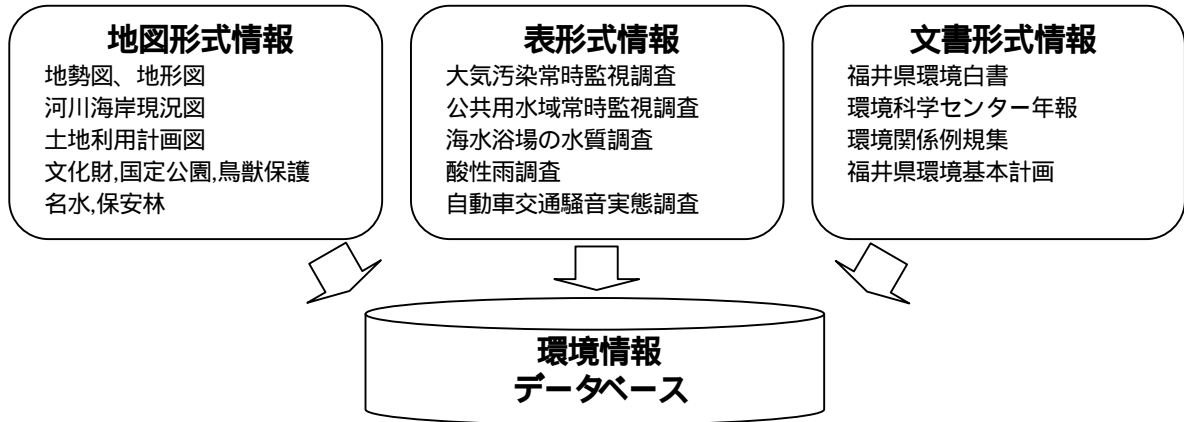 地図形式情報
地勢図、地形図
河川海岸現況図
土地利用計画図
文化財,国定公園,鳥獣保護
名水,保安林
表形式情報
大気汚染常時監視調査
公共用水域常時監視調査
海水浴場の水質調査
酸性雨調査
自動車交通騒音実態調査
文書形式情報
福井県環境白書
環境科学センター年報
環境関係例規集
福井県環境基本計画
環境情報
データベース